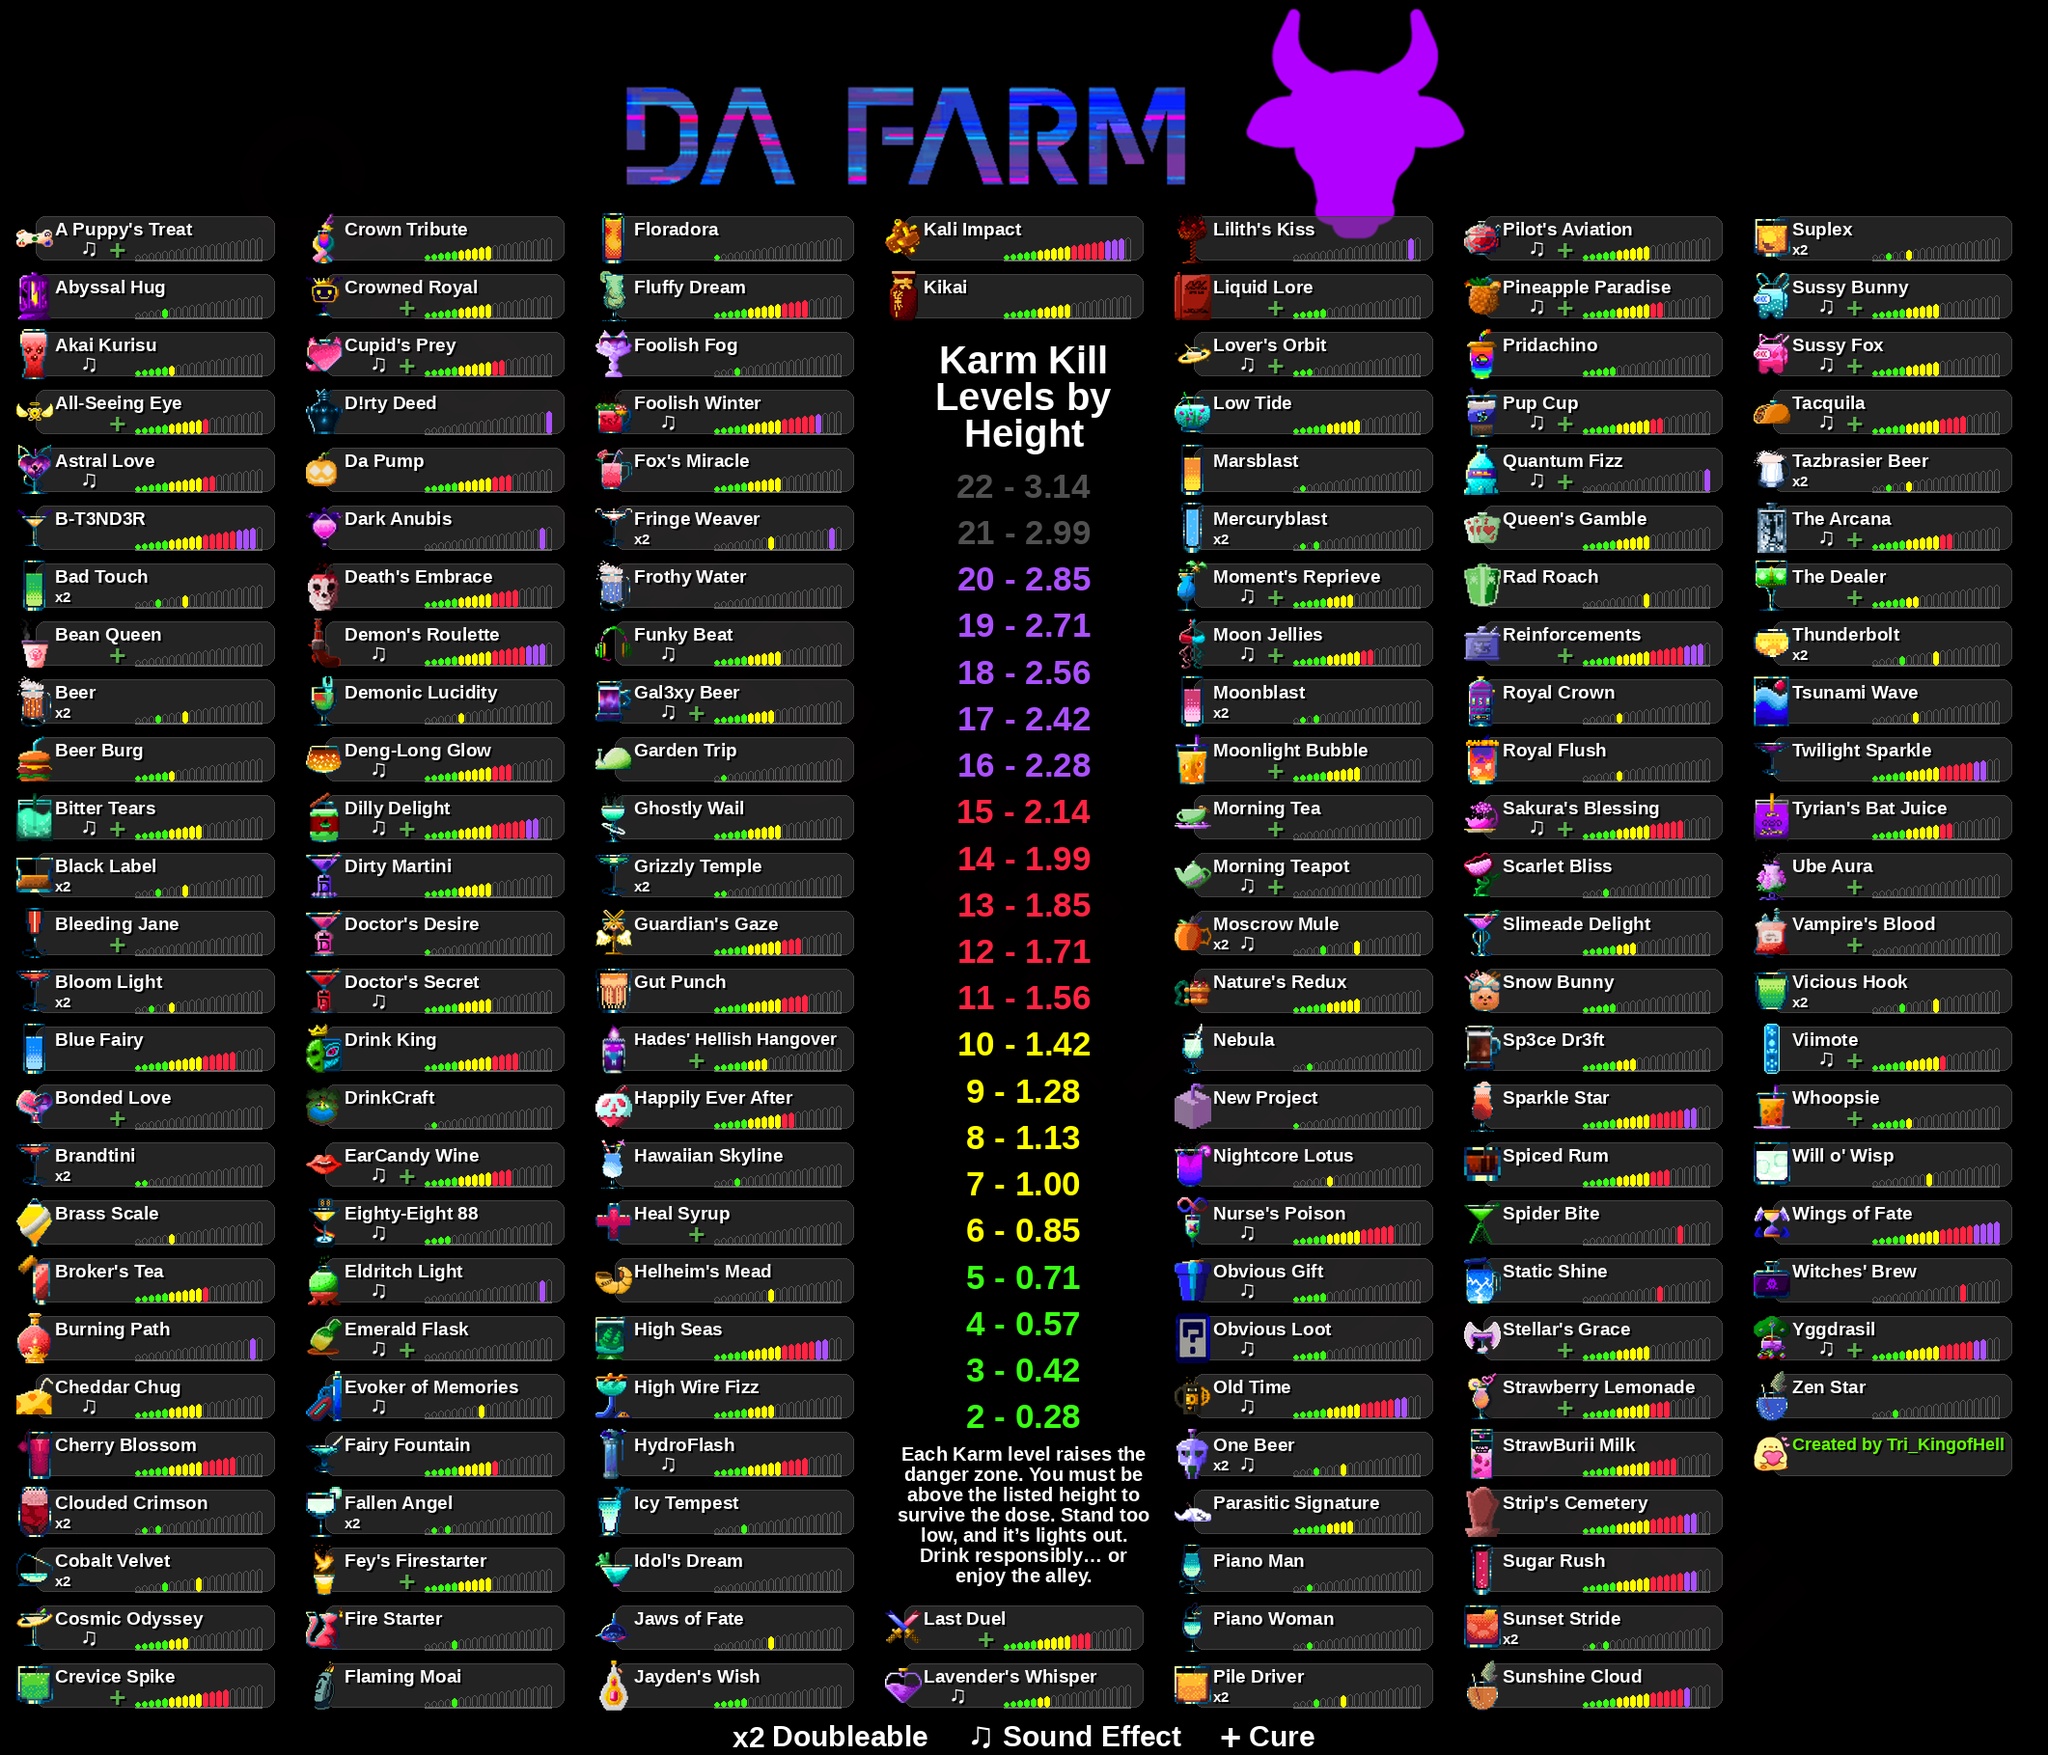 DA FARM
A Puppy's Treat
♫ +
Abyssal Hug
Akai Kurisu
♫
All-Seeing Eye
+
Astral Love
♫
B-T3ND3R
Bad Touch
x2
Bean Queen
+
Beer
x2
Beer Burg
Bitter Tears
♫ +
Black Label
x2
Bleeding Jane
+
Bloom Light
x2
Blue Fairy
Bonded Love
+
Brandtini
x2
Brass Scale
Broker's Tea
Burning Path
Cheddar Chug
♫
Cherry Blossom
Clouded Crimson
x2
Cobalt Velvet
x2
Cosmic Odyssey
♫
Crevice Spike
+
Crown Tribute
Crowned Royal
+
Cupid's Prey
♫ +
D!rty Deed
Da Pump
Dark Anubis
Death's Embrace
Demon's Roulette
♫
Demonic Lucidity
Deng-Long Glow
♫
Dilly Delight
♫ +
Dirty Martini
Doctor's Desire
Doctor's Secret
♫
Drink King
DrinkCraft
EarCandy Wine
♫ +
Eighty-Eight 88
♫
Eldritch Light
♫
Emerald Flask
♫ +
Evoker of Memories
♫
Fairy Fountain
Fallen Angel
x2
Fey's Firestarter
+
Fire Starter
Flaming Moai
Floradora
Fluffy Dream
Foolish Fog
Foolish Winter
♫
Fox's Miracle
Fringe Weaver
x2
Frothy Water
Funky Beat
♫
Gal3xy Beer
♫ +
Garden Trip
Ghostly Wail
Grizzly Temple
x2
Guardian's Gaze
Gut Punch
Hades' Hellish Hangover
+
Happily Ever After
Hawaiian Skyline
Heal Syrup
+
Helheim's Mead
High Seas
High Wire Fizz
HydroFlash
♫
Icy Tempest
Idol's Dream
Jaws of Fate
Jayden's Wish
Kali Impact
Kikai
Karm Kill
Levels by
Height
22 - 3.14
21 - 2.99
20 - 2.85
19 - 2.71
18 - 2.56
17 - 2.42
16 - 2.28
15 - 2.14
14 - 1.99
13 - 1.85
12 - 1.71
11 - 1.56
10 - 1.42
9 - 1.28
8 - 1.13
7 - 1.00
6 - 0.85
5 - 0.71
4 - 0.57
3 - 0.42
2 - 0.28
Each Karm level raises the
danger zone. You must be
above the listed height to
survive the dose. Stand too
low, and it's lights out.
Drink responsibly… or
enjoy the alley.
Last Duel
+
Lavender's Whisper
♫
Lilith's Kiss
Liquid Lore
+
Lover's Orbit
♫ +
Low Tide
Marsblast
Mercuryblast
x2
Moment's Reprieve
♫ +
Moon Jellies
♫ +
Moonblast
x2
Moonlight Bubble
+
Morning Tea
+
Morning Teapot
♫ +
Moscrow Mule
x2 ♫
Nature's Redux
Nebula
New Project
Nightcore Lotus
Nurse's Poison
♫
Obvious Gift
♫
Obvious Loot
♫
Old Time
♫
One Beer
x2 ♫
Parasitic Signature
Piano Man
Piano Woman
Pile Driver
x2
Pilot's Aviation
♫ +
Pineapple Paradise
♫ +
Pridachino
Pup Cup
♫ +
Quantum Fizz
♫ +
Queen's Gamble
Rad Roach
Reinforcements
+
Royal Crown
Royal Flush
Sakura's Blessing
♫ +
Scarlet Bliss
Slimeade Delight
Snow Bunny
Sp3ce Dr3ft
Sparkle Star
Spiced Rum
Spider Bite
Static Shine
Stellar's Grace
+
Strawberry Lemonade
+
StrawBurii Milk
Strip's Cemetery
Sugar Rush
Sunset Stride
x2
Sunshine Cloud
Suplex
x2
Sussy Bunny
♫ +
Sussy Fox
♫ +
Tacquila
♫ +
Tazbrasier Beer
x2
The Arcana
♫ +
The Dealer
+
Thunderbolt
x2
Tsunami Wave
Twilight Sparkle
Tyrian's Bat Juice
Ube Aura
+
Vampire's Blood
+
Vicious Hook
x2
Viimote
♫ +
Whoopsie
+
Will o' Wisp
Wings of Fate
Witches' Brew
Yggdrasil
♫ +
Zen Star
Created by Tri_KingofHell
x2 Doubleable ♫ Sound Effect + Cure